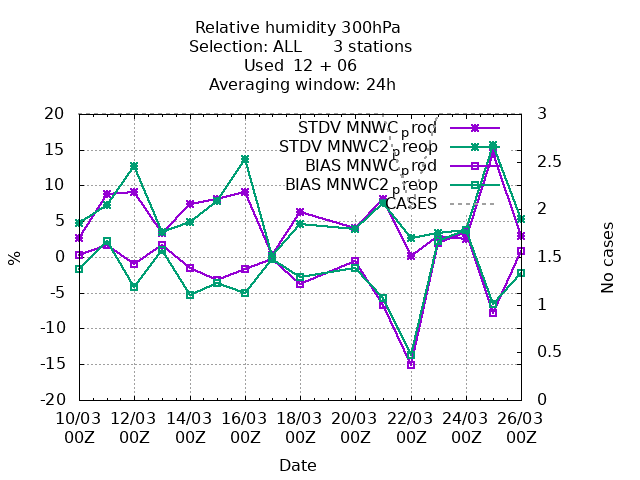 Relative humidity 300hPa
Selection: ALL 3 stations
Used 12 + 06
Averaging window: 24h
20 3
STDV MNWC_prod
STDV MNWC2_preop
15 2.5
BIAS MNWC_prod
10 BIAS MNWC2_preop
CASES 2
5
% 0 1.5 No cases
-5
-10 1
-15 0.5
-20 0
10/03 12/03 14/03 16/03 18/03 20/03 22/03 24/03 26/03
00Z 00Z 00Z 00Z 00Z 00Z 00Z 00Z 00Z
Date